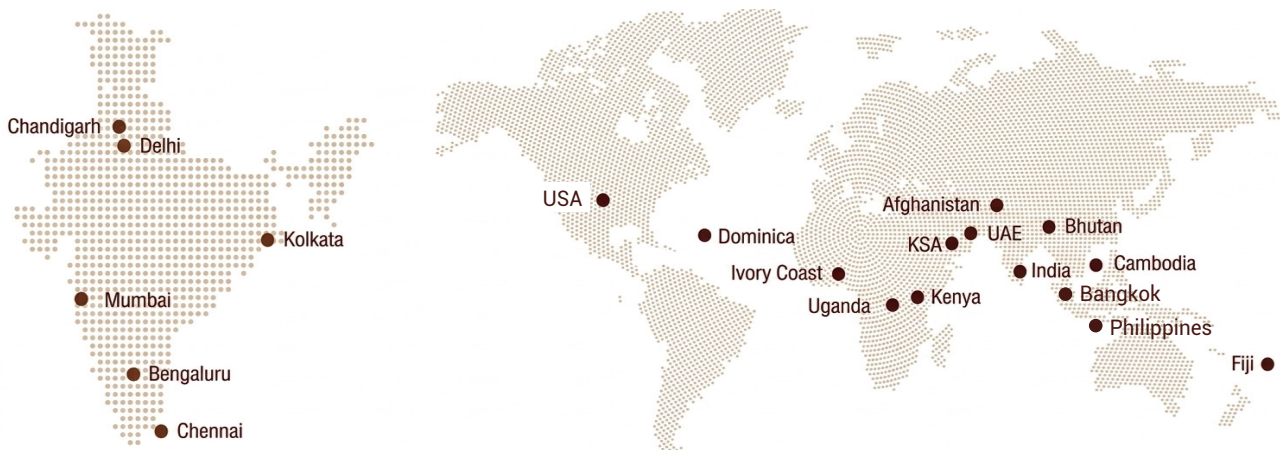 Chandigarh
Delhi
Kolkata
Mumbai
Bengaluru
Chennai
USA
Dominica
Ivory Coast
Uganda
Kenya
Afghanistan
KSA
UAE
Bhutan
India
Cambodia
Bangkok
Philippines
Fiji